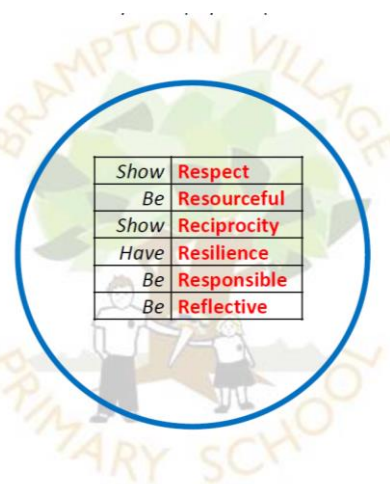 BRAMPTON VILLAGE
Show Respect
Be Resourceful
Show Reciprocity
Have Resilience
Be Responsible
Be Reflective
PRIMARY SCHOOL